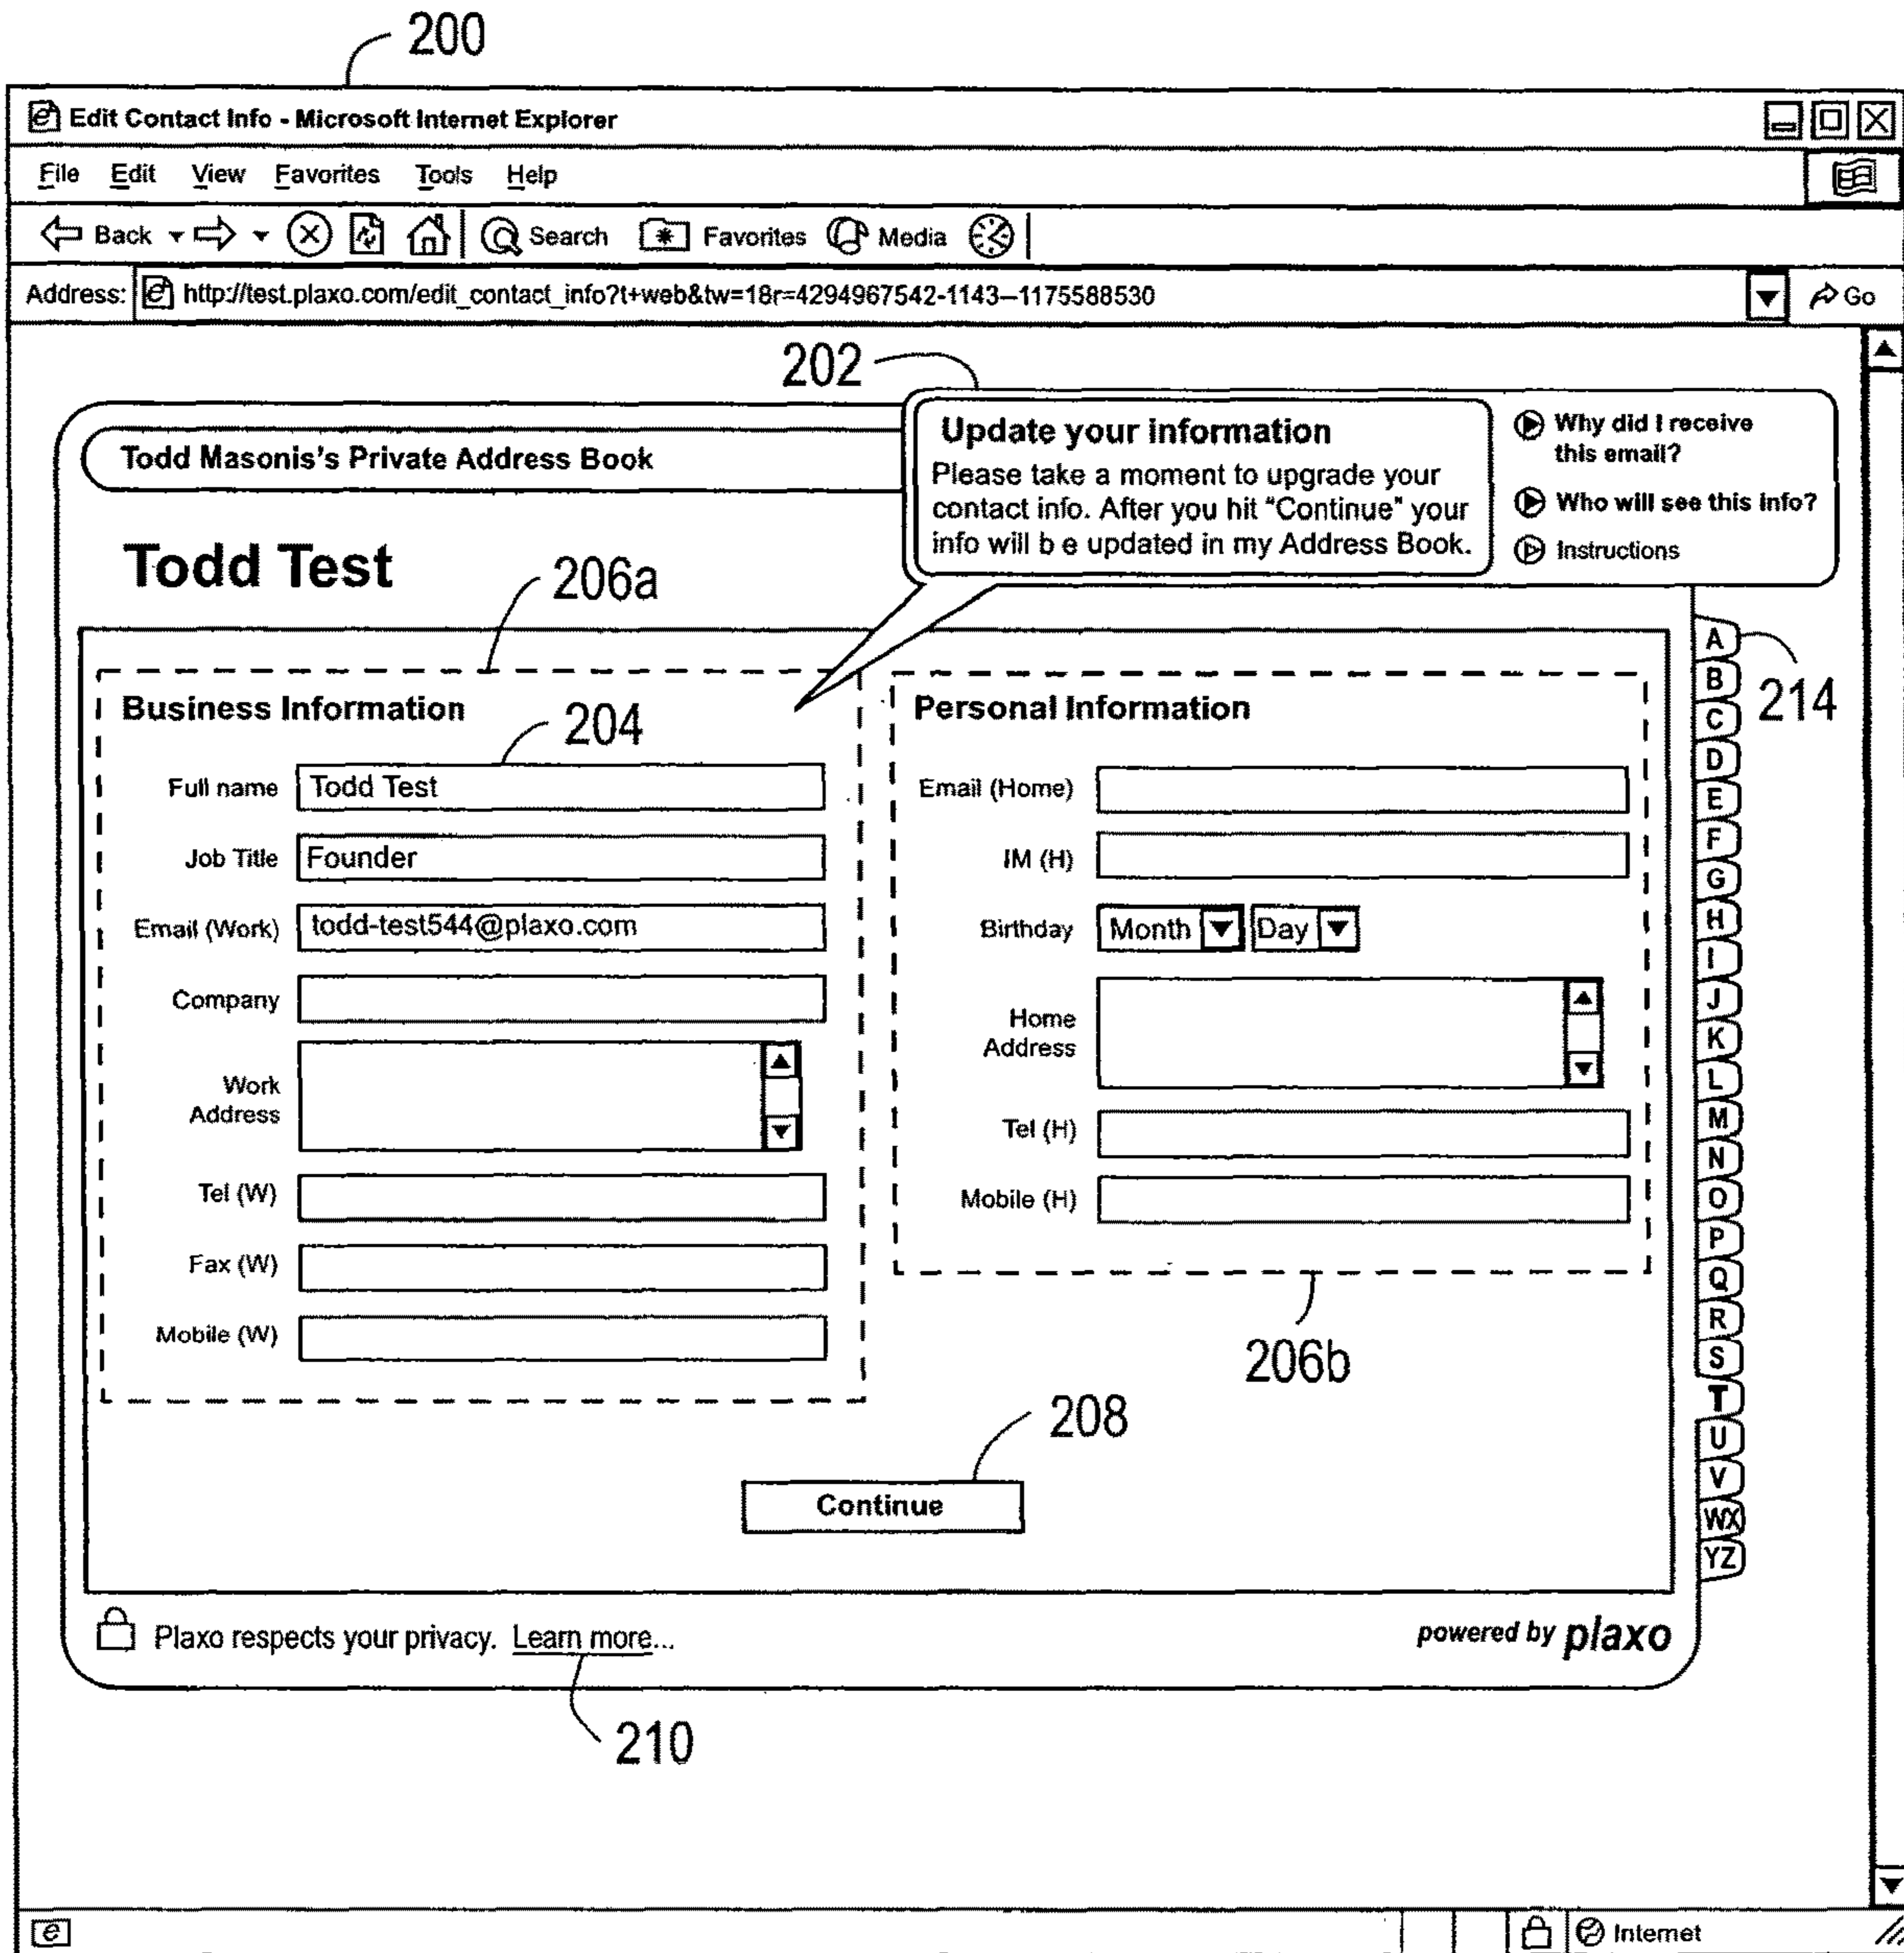 200
Edit Contact Info - Microsoft Internet Explorer
File Edit View Favorites Tools Help
Back Search Favorites Media
Address: http://test.plaxo.com/edit_contact_info?t+web&tw=18r=4294967542-1143--1175588530 Go
202
Todd Masonis's Private Address Book
Update your information
Please take a moment to upgrade your
contact info. After you hit "Continue" your
info will b e updated in my Address Book.
Why did I receive
this email?
Who will see this info?
Instructions
Todd Test
206a
Business Information
204
Full name Todd Test
Job Title Founder
Email (Work) todd-test544@plaxo.com
Company
Work
Address
Tel (W)
Fax (W)
Mobile (W)
Personal Information
Email (Home)
IM (H)
Birthday Month Day
Home
Address
Tel (H)
Mobile (H)
206b
A
B
C
D
E
F
G
H
I
J
K
L
M
N
O
P
Q
R
S
T
U
V
WX
YZ
214
208
Continue
Plaxo respects your privacy. Learn more...
powered by plaxo
210
Internet